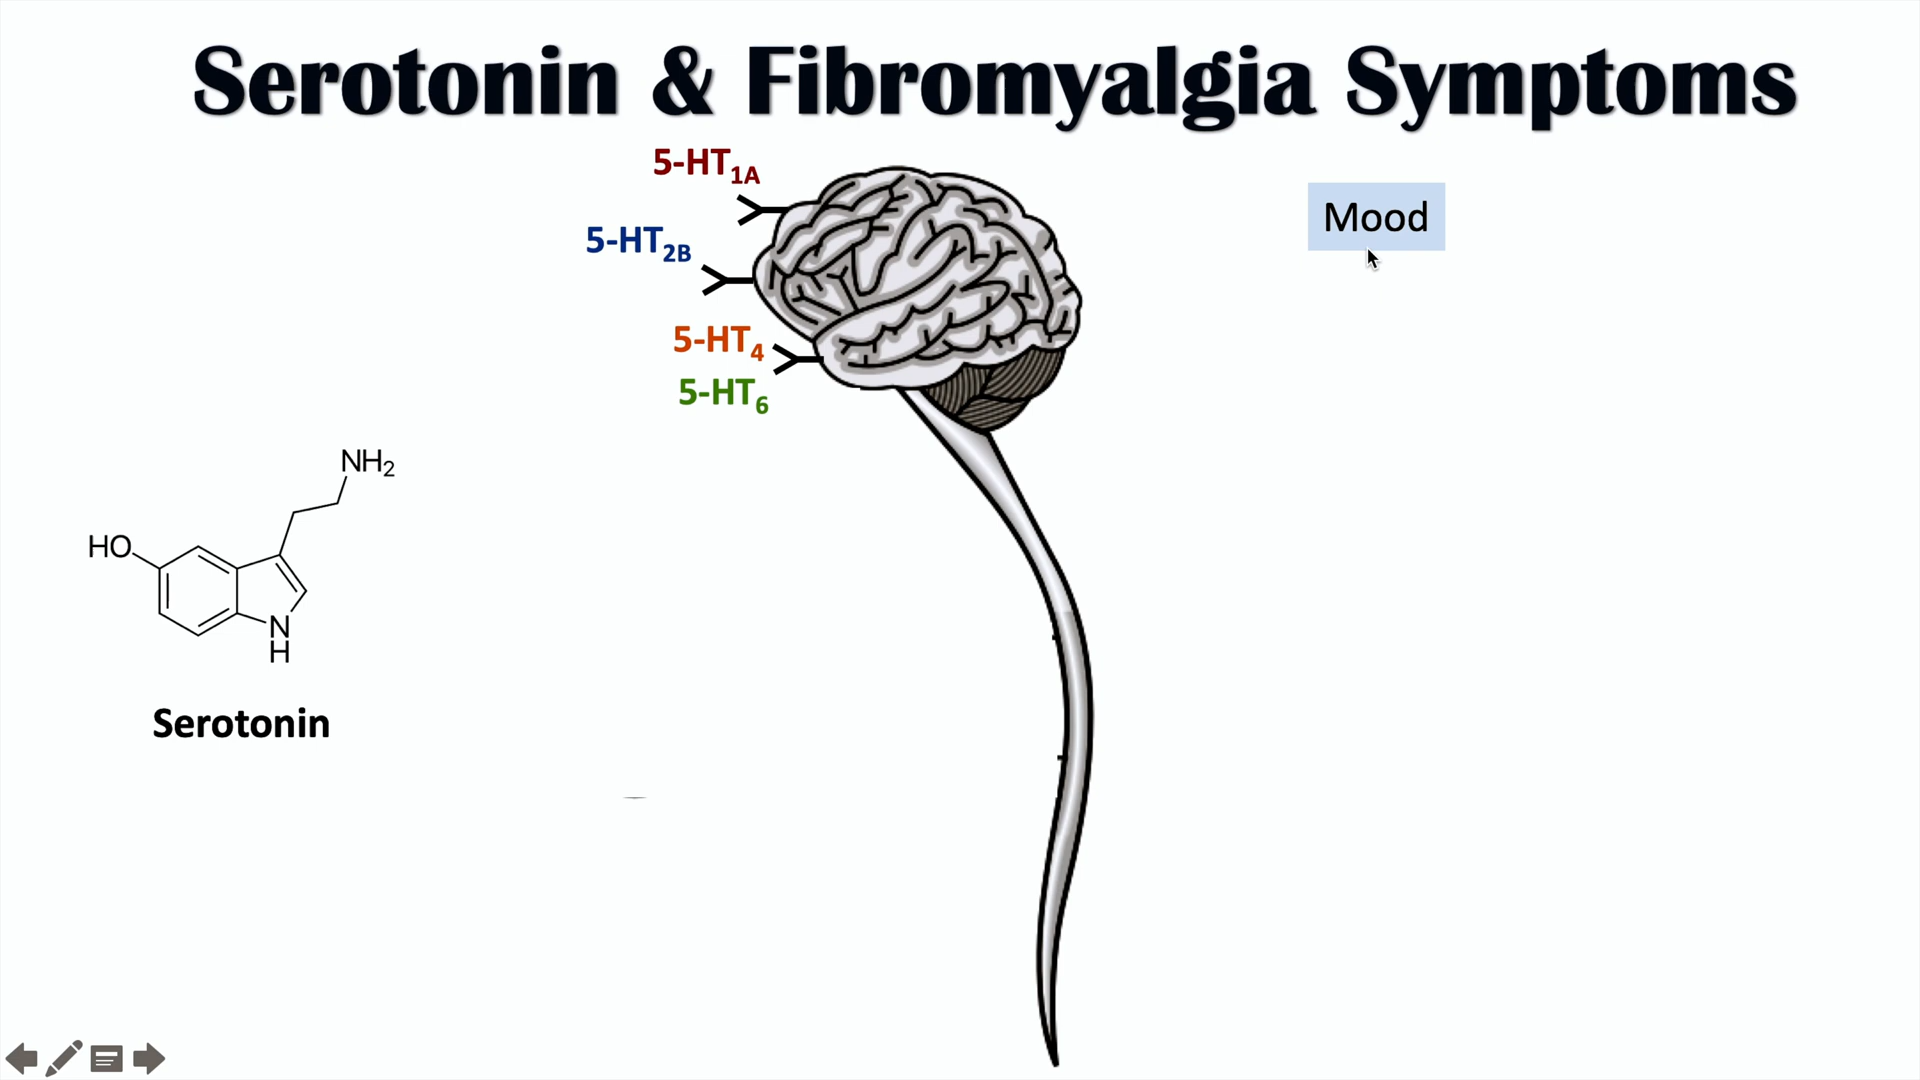 Serotonin & Fibromyalgia Symptoms
5-HT1A
5-HT2B
5-HT4
5-HT6
Mood
NH2
HO
N
H
Serotonin